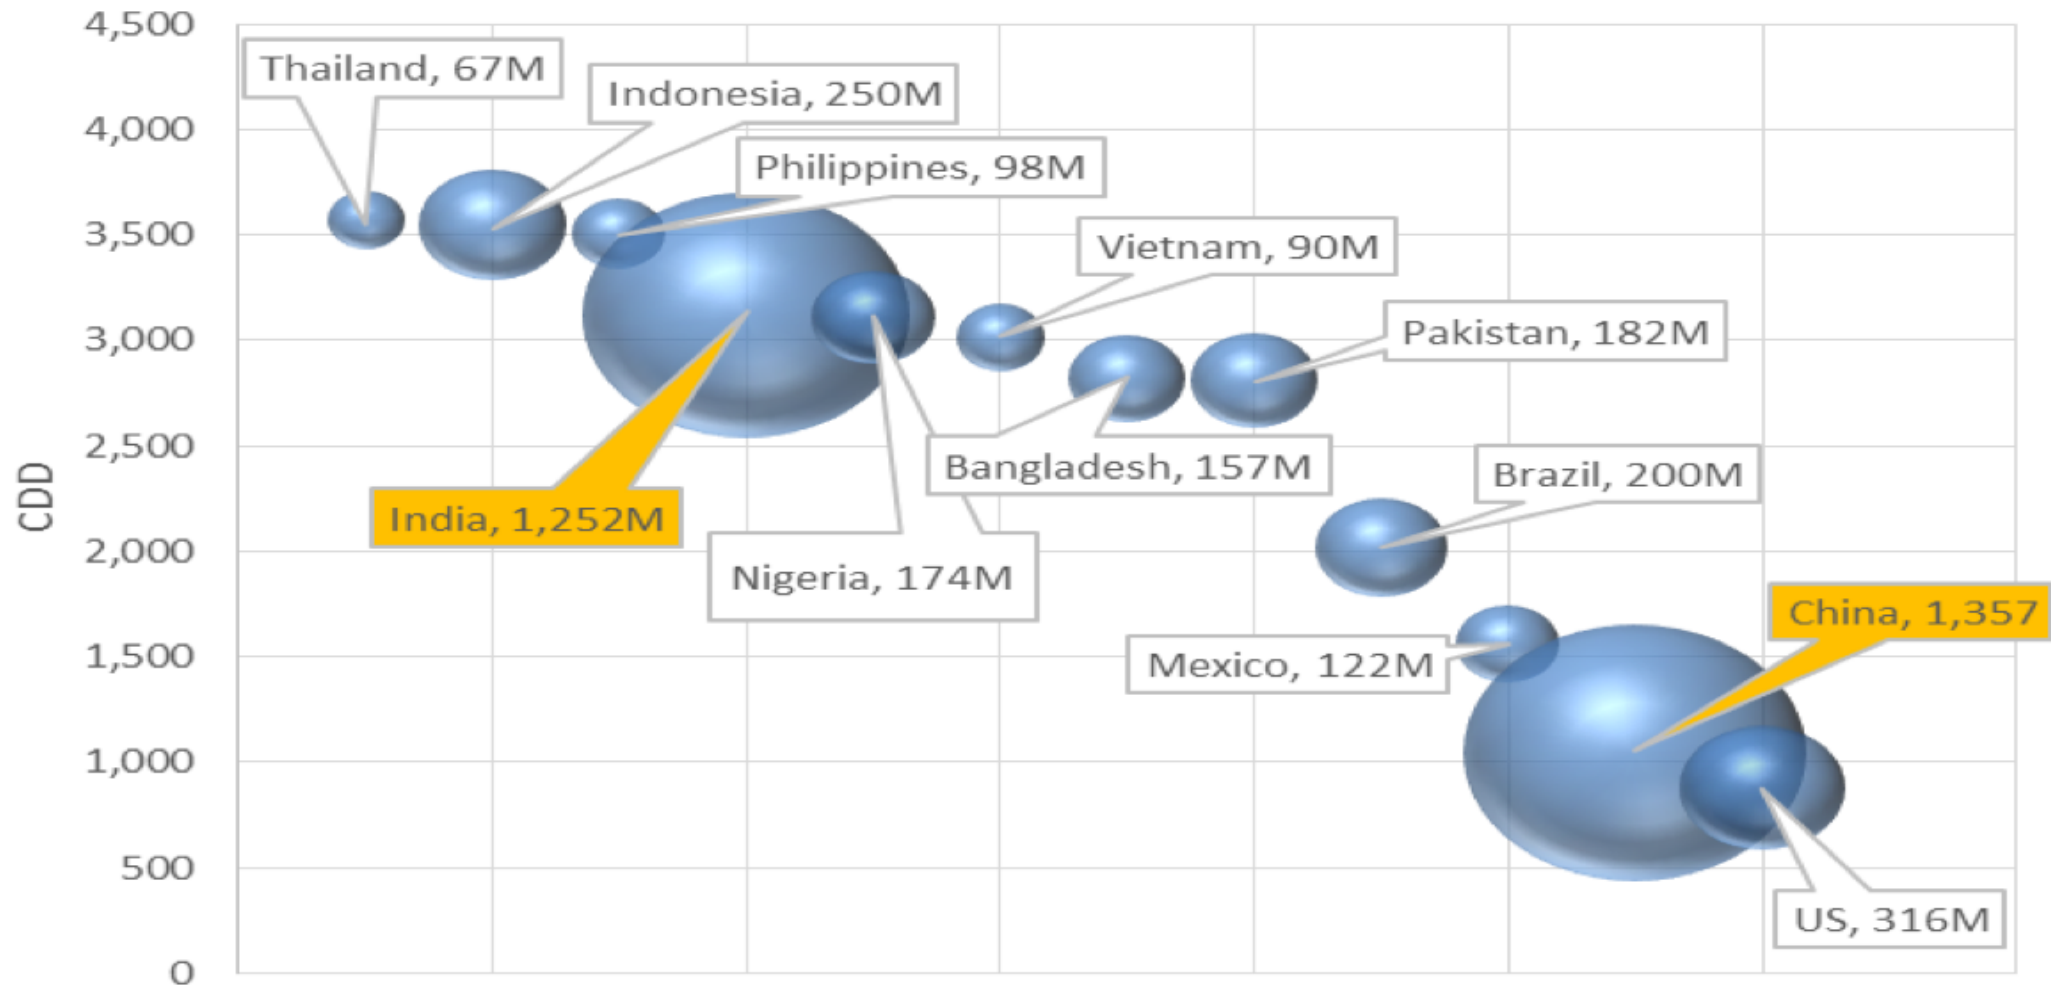 4,500
Thailand, 67M
Indonesia, 250M
4,000
Philippines, 98M
3,500
Vietnam, 90M
Pakistan, 182M
3,000
2,500
Bangladesh, 157M
Brazil, 200M
CDD
India, 1,252M
2,000
Nigeria, 174M
China, 1,357
1,500
Mexico, 122M
1,000
500
US, 316M
0